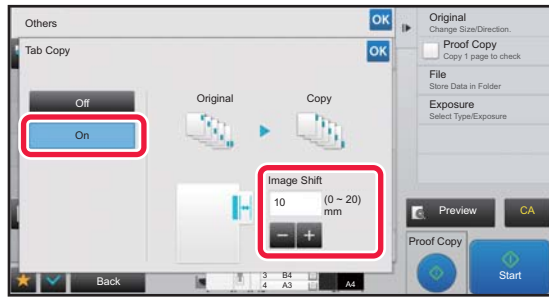 Others
OK
Tab Copy
OK
Off
On
Original
Copy
Image Shift
10
(0 ~ 20)
mm
Back
3 B4
4 A3
A4
Original
Change Size/Direction.
Proof Copy
Copy 1 page to check
File
Store Data in Folder
Exposure
Select Type/Exposure
Preview
CA
Proof Copy
Start